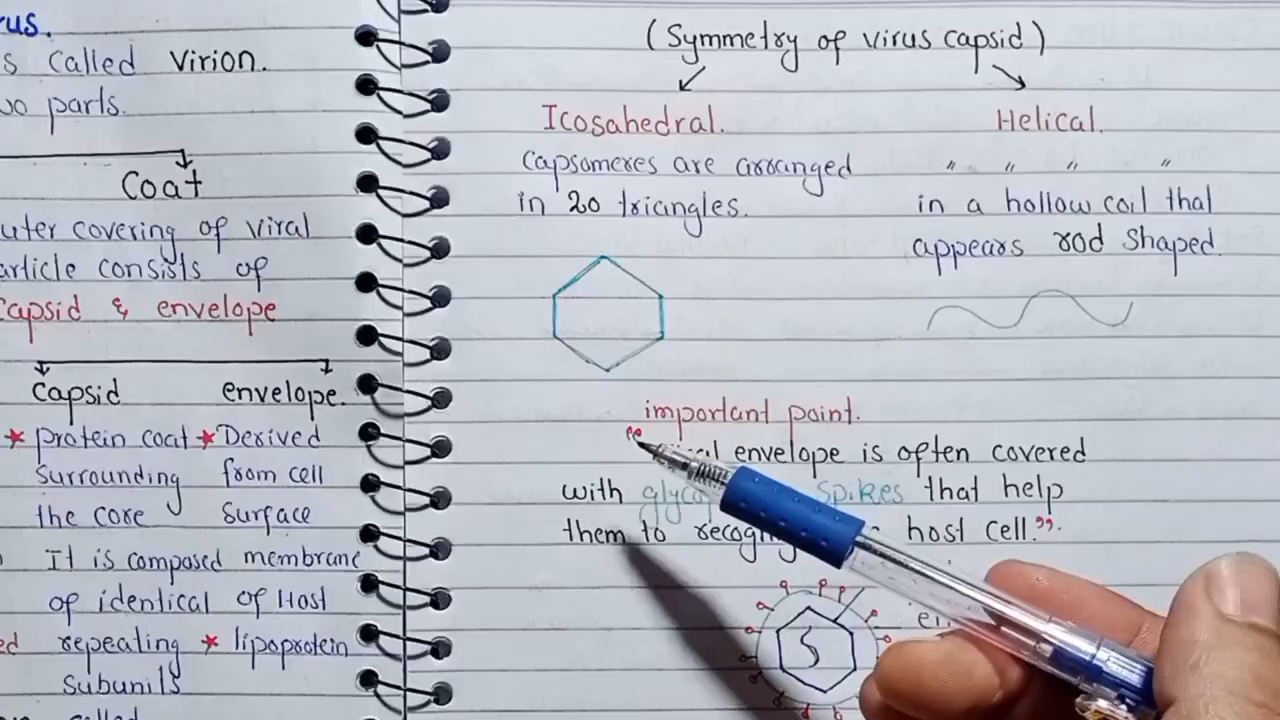 rus.
s called Virion.
wo parts.
Coat
uter covering of viral
article consists of
Capsid & envelope
Capsid envelope.
★ protein coat ★ Derived
surrounding from cell
the core surface
It is composed membrane
of identical of Host
ed repeating ★ lipoprotein
subunits
called
(Symmetry of virus capsid)
Icosahedral. Helical.
Capsomeres are arranged " " " "
in 20 triangles. in a hollow coil that
appears rod shaped.
important point.
envelope is often covered
with spikes that help
them to host cell."